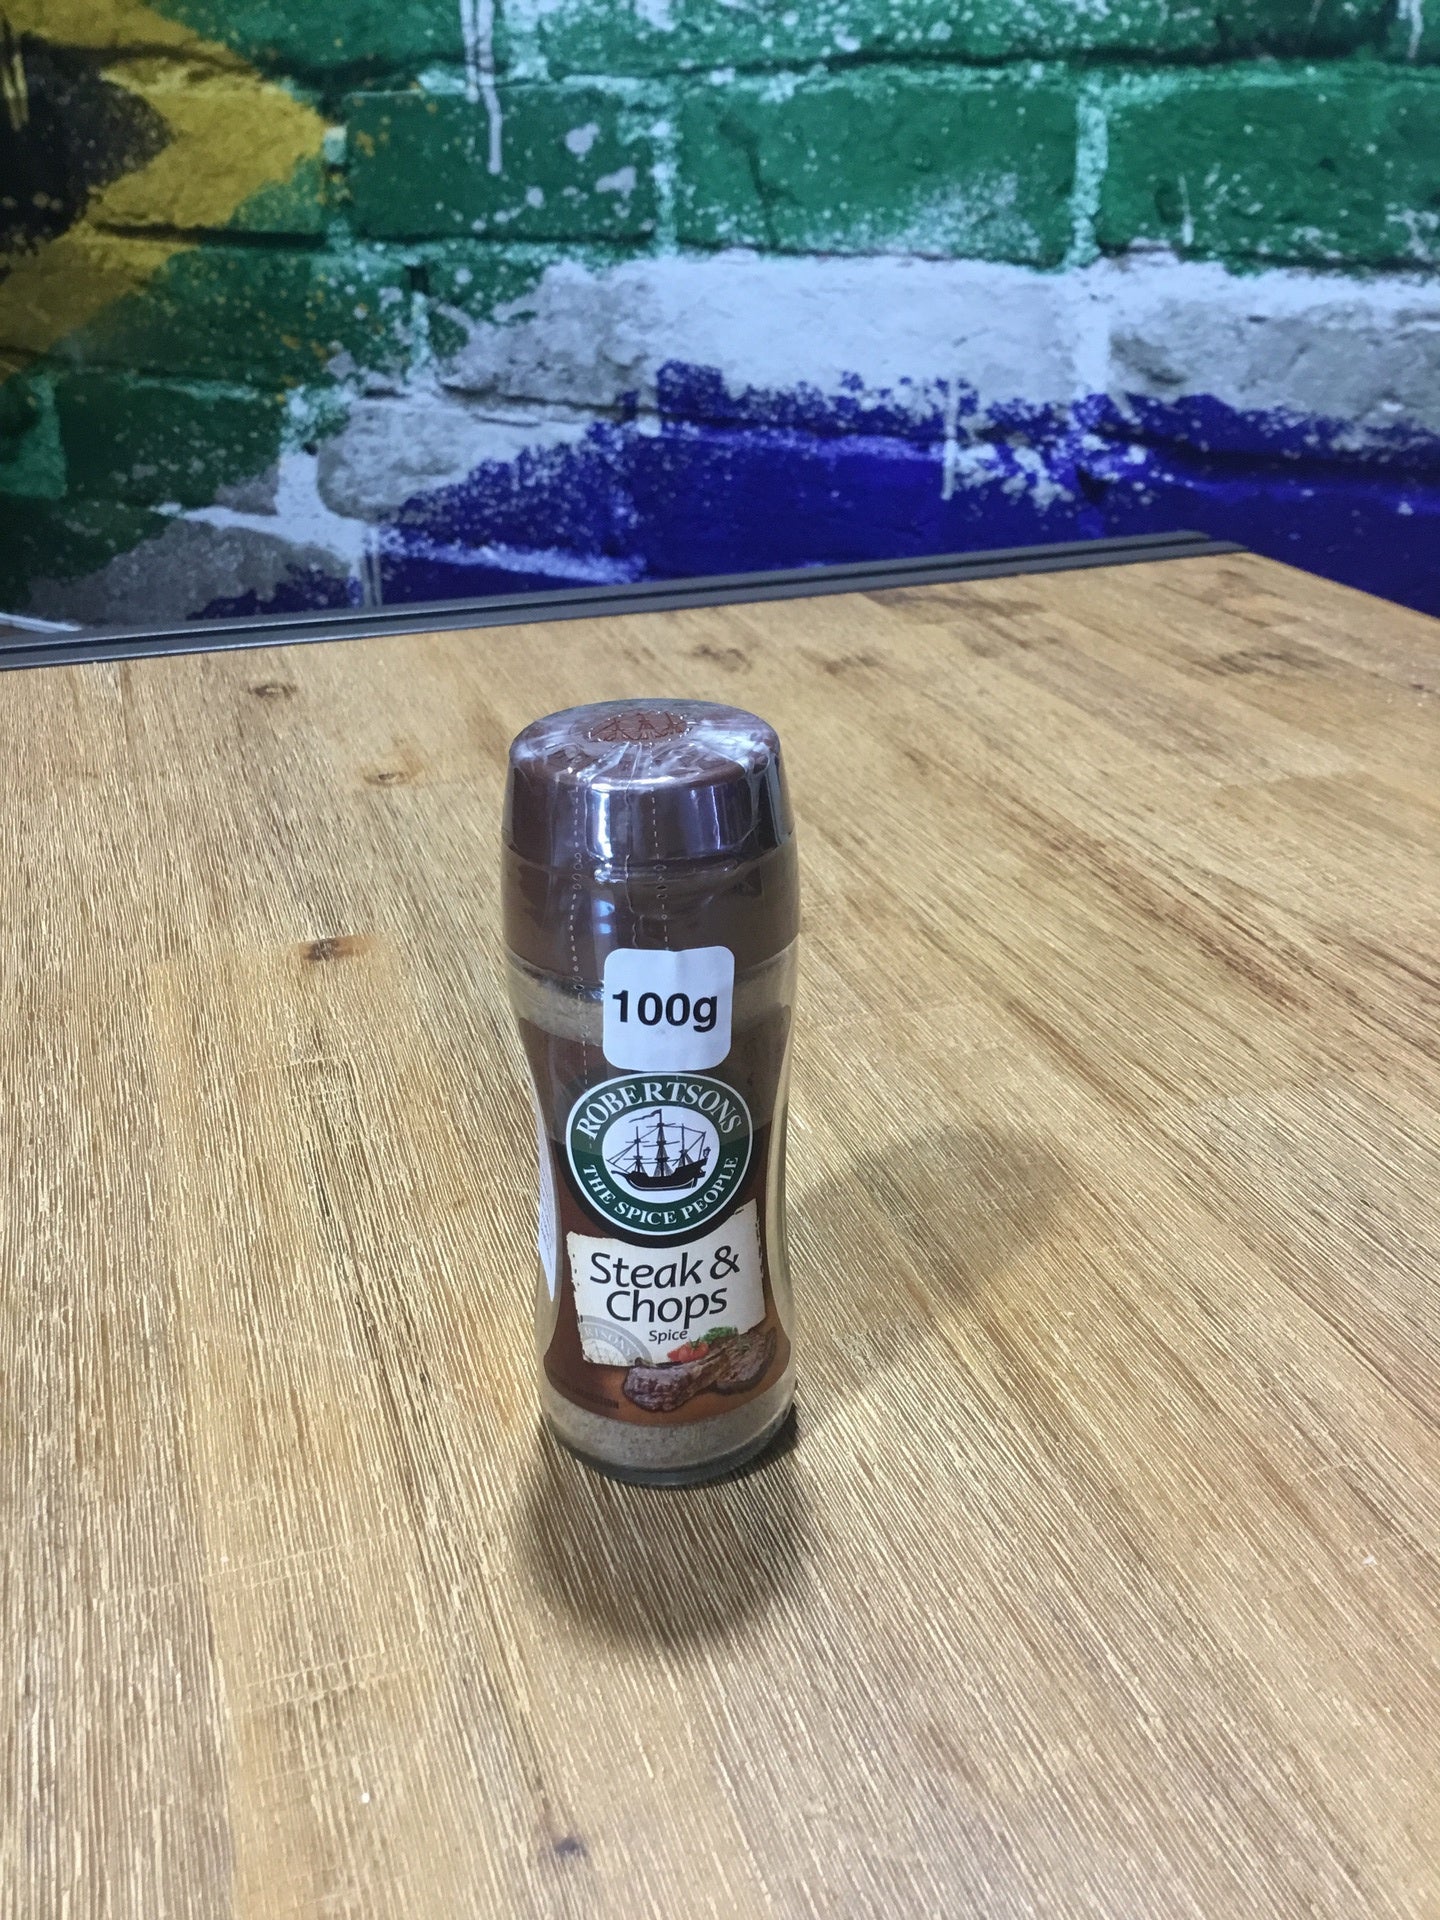 100g
ROBERTSONS
THE SPICE PEOPLE
Steak &
Chops
Spice